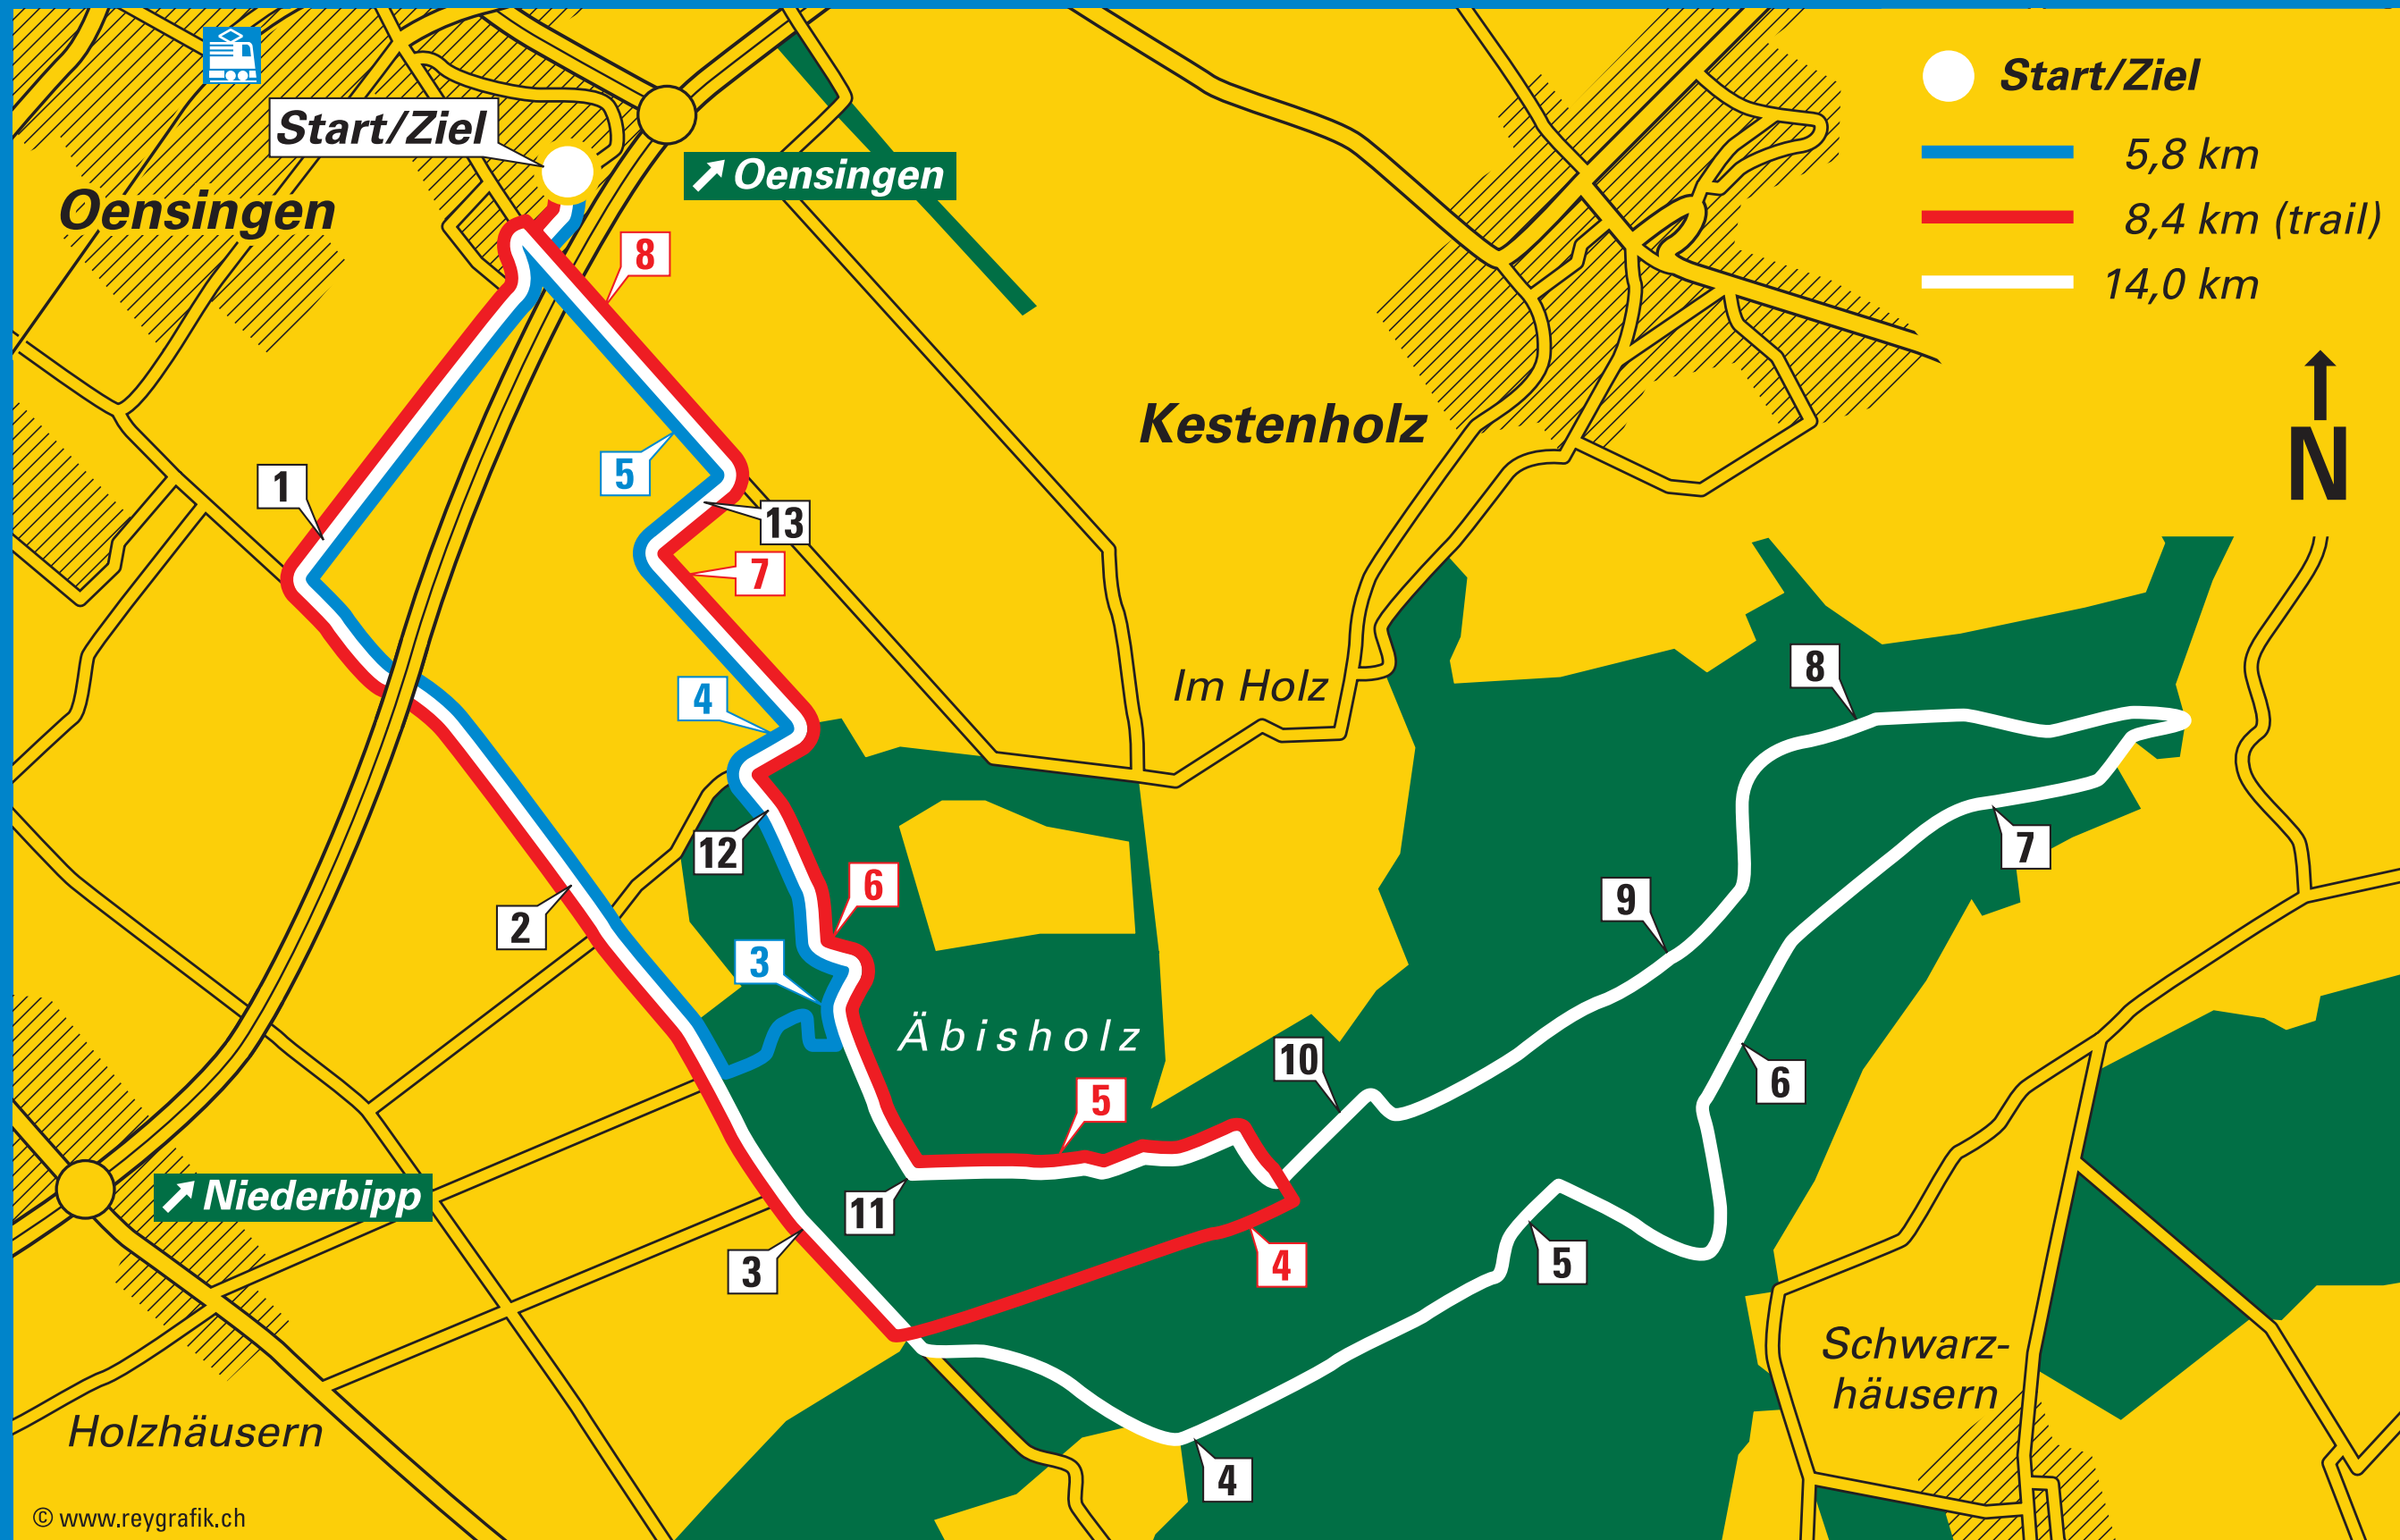 Start/Ziel
5,8 km
8,4 km (trail)
14,0 km
N
Start/Ziel
Oensingen
Oensingen
8
Kestenholz
5
1
13
7
Im Holz
4
8
12
7
6
9
2
3
Äbisholz
10
6
5
11
Niederbipp
3
4
5
Schwarz-
häusern
Holzhäusern
4
© www.reygrafik.ch